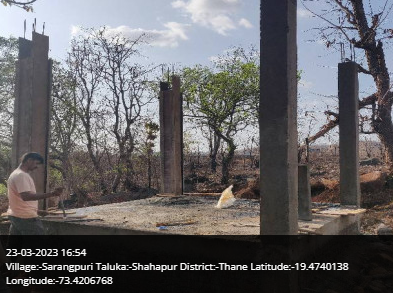 23-03-2023 16:54
Village:-Sarangpuri Taluka:-Shahapur District:-Thane Latitude:-19.4740138
Longitude:-73.4206768